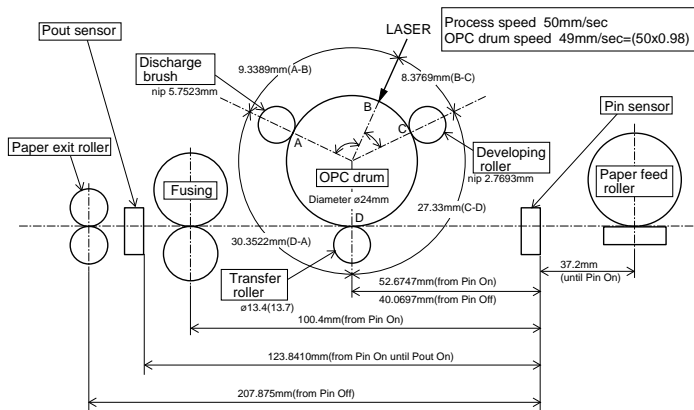 LASER
Process speed  50mm/sec
OPC drum speed  49mm/sec=(50x0.98)
Pout sensor
9.3389mm(A-B)
8.3769mm(B-C)
Discharge
brush
nip 5.7523mm
B
A
C
Pin sensor
Paper exit roller
Fusing
OPC drum
Diameter ø24mm
Developing
roller
nip 2.7693mm
Paper feed
roller
27.33mm(C-D)
D
30.3522mm(D-A)
Transfer
roller
ø13.4(13.7)
37.2mm
(until Pin On)
52.6747mm(from Pin On)
40.0697mm(from Pin Off)
100.4mm(from Pin On)
123.8410mm(from Pin On until Pout On)
207.875mm(from Pin Off)